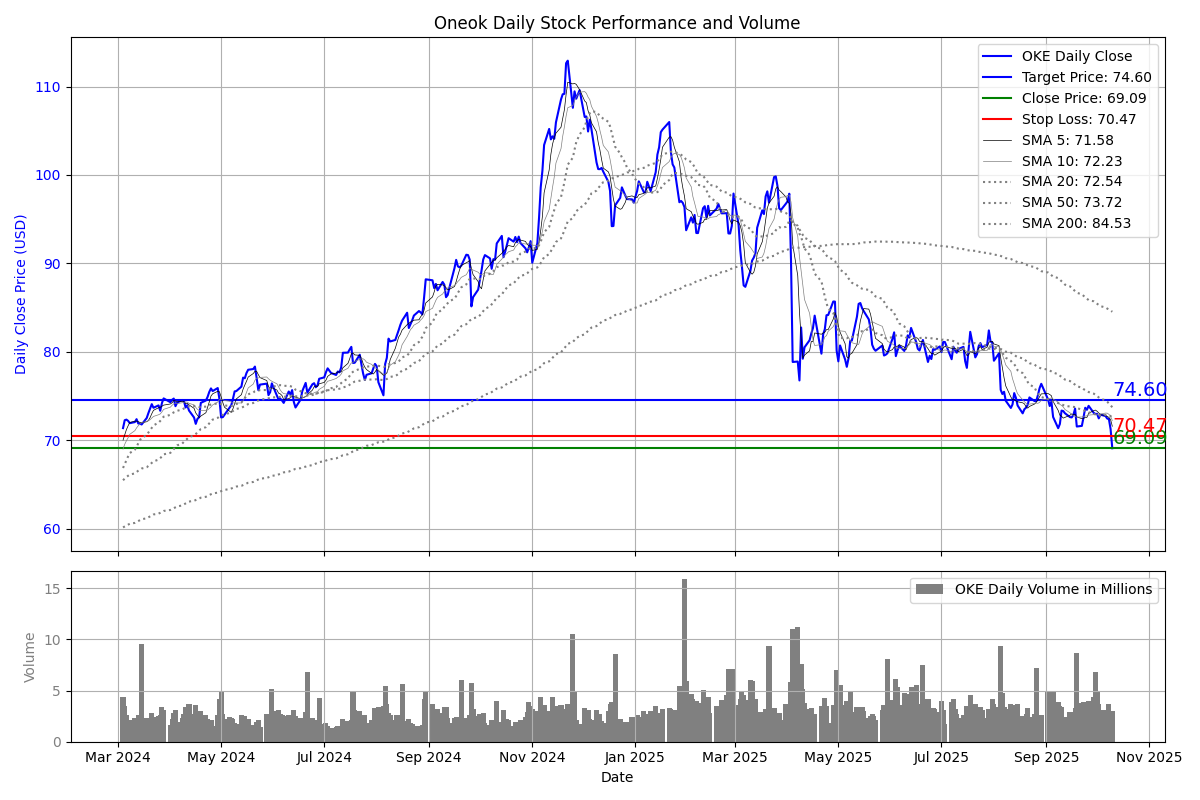 Oneok Daily Stock Performance and Volume
Daily Close Price (USD)
110
100
90
80
70
60
OKE Daily Close
Target Price: 74.60
Close Price: 69.09
Stop Loss: 70.47
SMA 5: 71.58
SMA 10: 72.23
SMA 20: 72.54
SMA 50: 73.72
SMA 200: 84.53
74.60
70.47
69.09
Volume
15
10
5
0
OKE Daily Volume in Millions
Mar 2024 May 2024 Jul 2024 Sep 2024 Nov 2024 Jan 2025 Mar 2025 May 2025 Jul 2025 Sep 2025 Nov 2025
Date